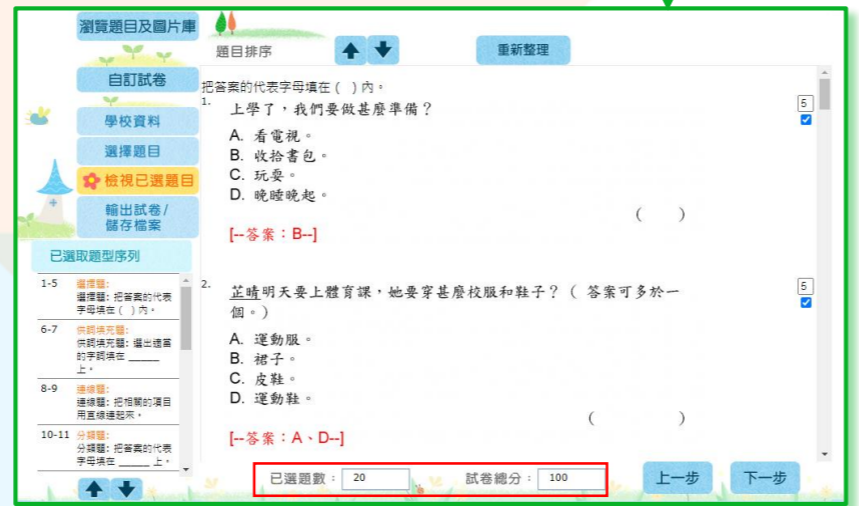 瀏覽題目及圖片庫
自訂試卷
學校資料
選擇題目
檢視已選題目
輸出試卷/
儲存檔案
已選取題型序列
1-5 選擇題:
選擇題: 把答案的代表
字母填在 ( ) 內。
6-7 供詞填充題:
供詞填充題: 選出適當
的字詞填在 _____
上。
8-9 連線題:
連線題: 把相關的項目
用直線連起來。
10-11 分類題:
分類題: 把答案的代表
字母填在 _____ 上。
題目排序
重新整理
把答案的代表字母填在 ( ) 內。
1. 上學了，我們要做甚麼準備？ 5
A. 看電視。
B. 收拾書包。
C. 玩耍。
D. 晚睡晚起。
( )
[--答案：B--]
2. 芷晴明天要上體育課，她要穿甚麼校服和鞋子？（ 答案可多於一 5
個。）
A. 運動服。
B. 裙子。
C. 皮鞋。
D. 運動鞋。
( )
[--答案：A、D--]
已選題數： 20 試卷總分： 100
上一步 下一步